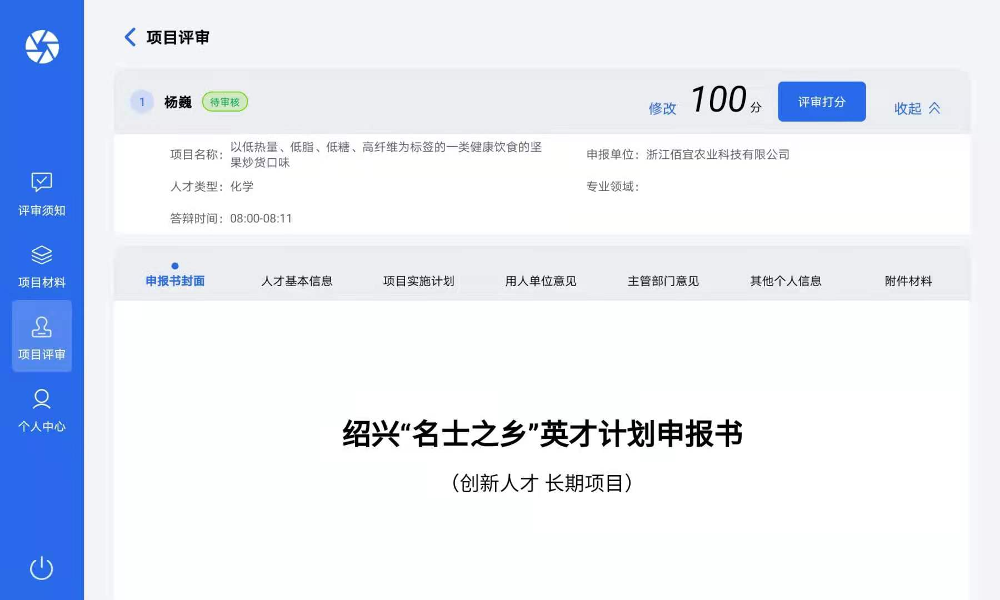 项目评审
1 杨巍 待审核 修改 100 分 评审打分 收起
项目名称： 以低热量、低脂、低糖、高纤维为标签的一类健康饮食的坚
果炒货口味
申报单位： 浙江佰宜农业科技有限公司
人才类型： 化学
专业领域：
答辩时间： 08:00-08:11
评审须知
项目材料
项目评审
个人中心
申报书封面 人才基本信息 项目实施计划 用人单位意见 主管部门意见 其他个人信息 附件材料
绍兴“名士之乡”英才计划申报书
（创新人才 长期项目）